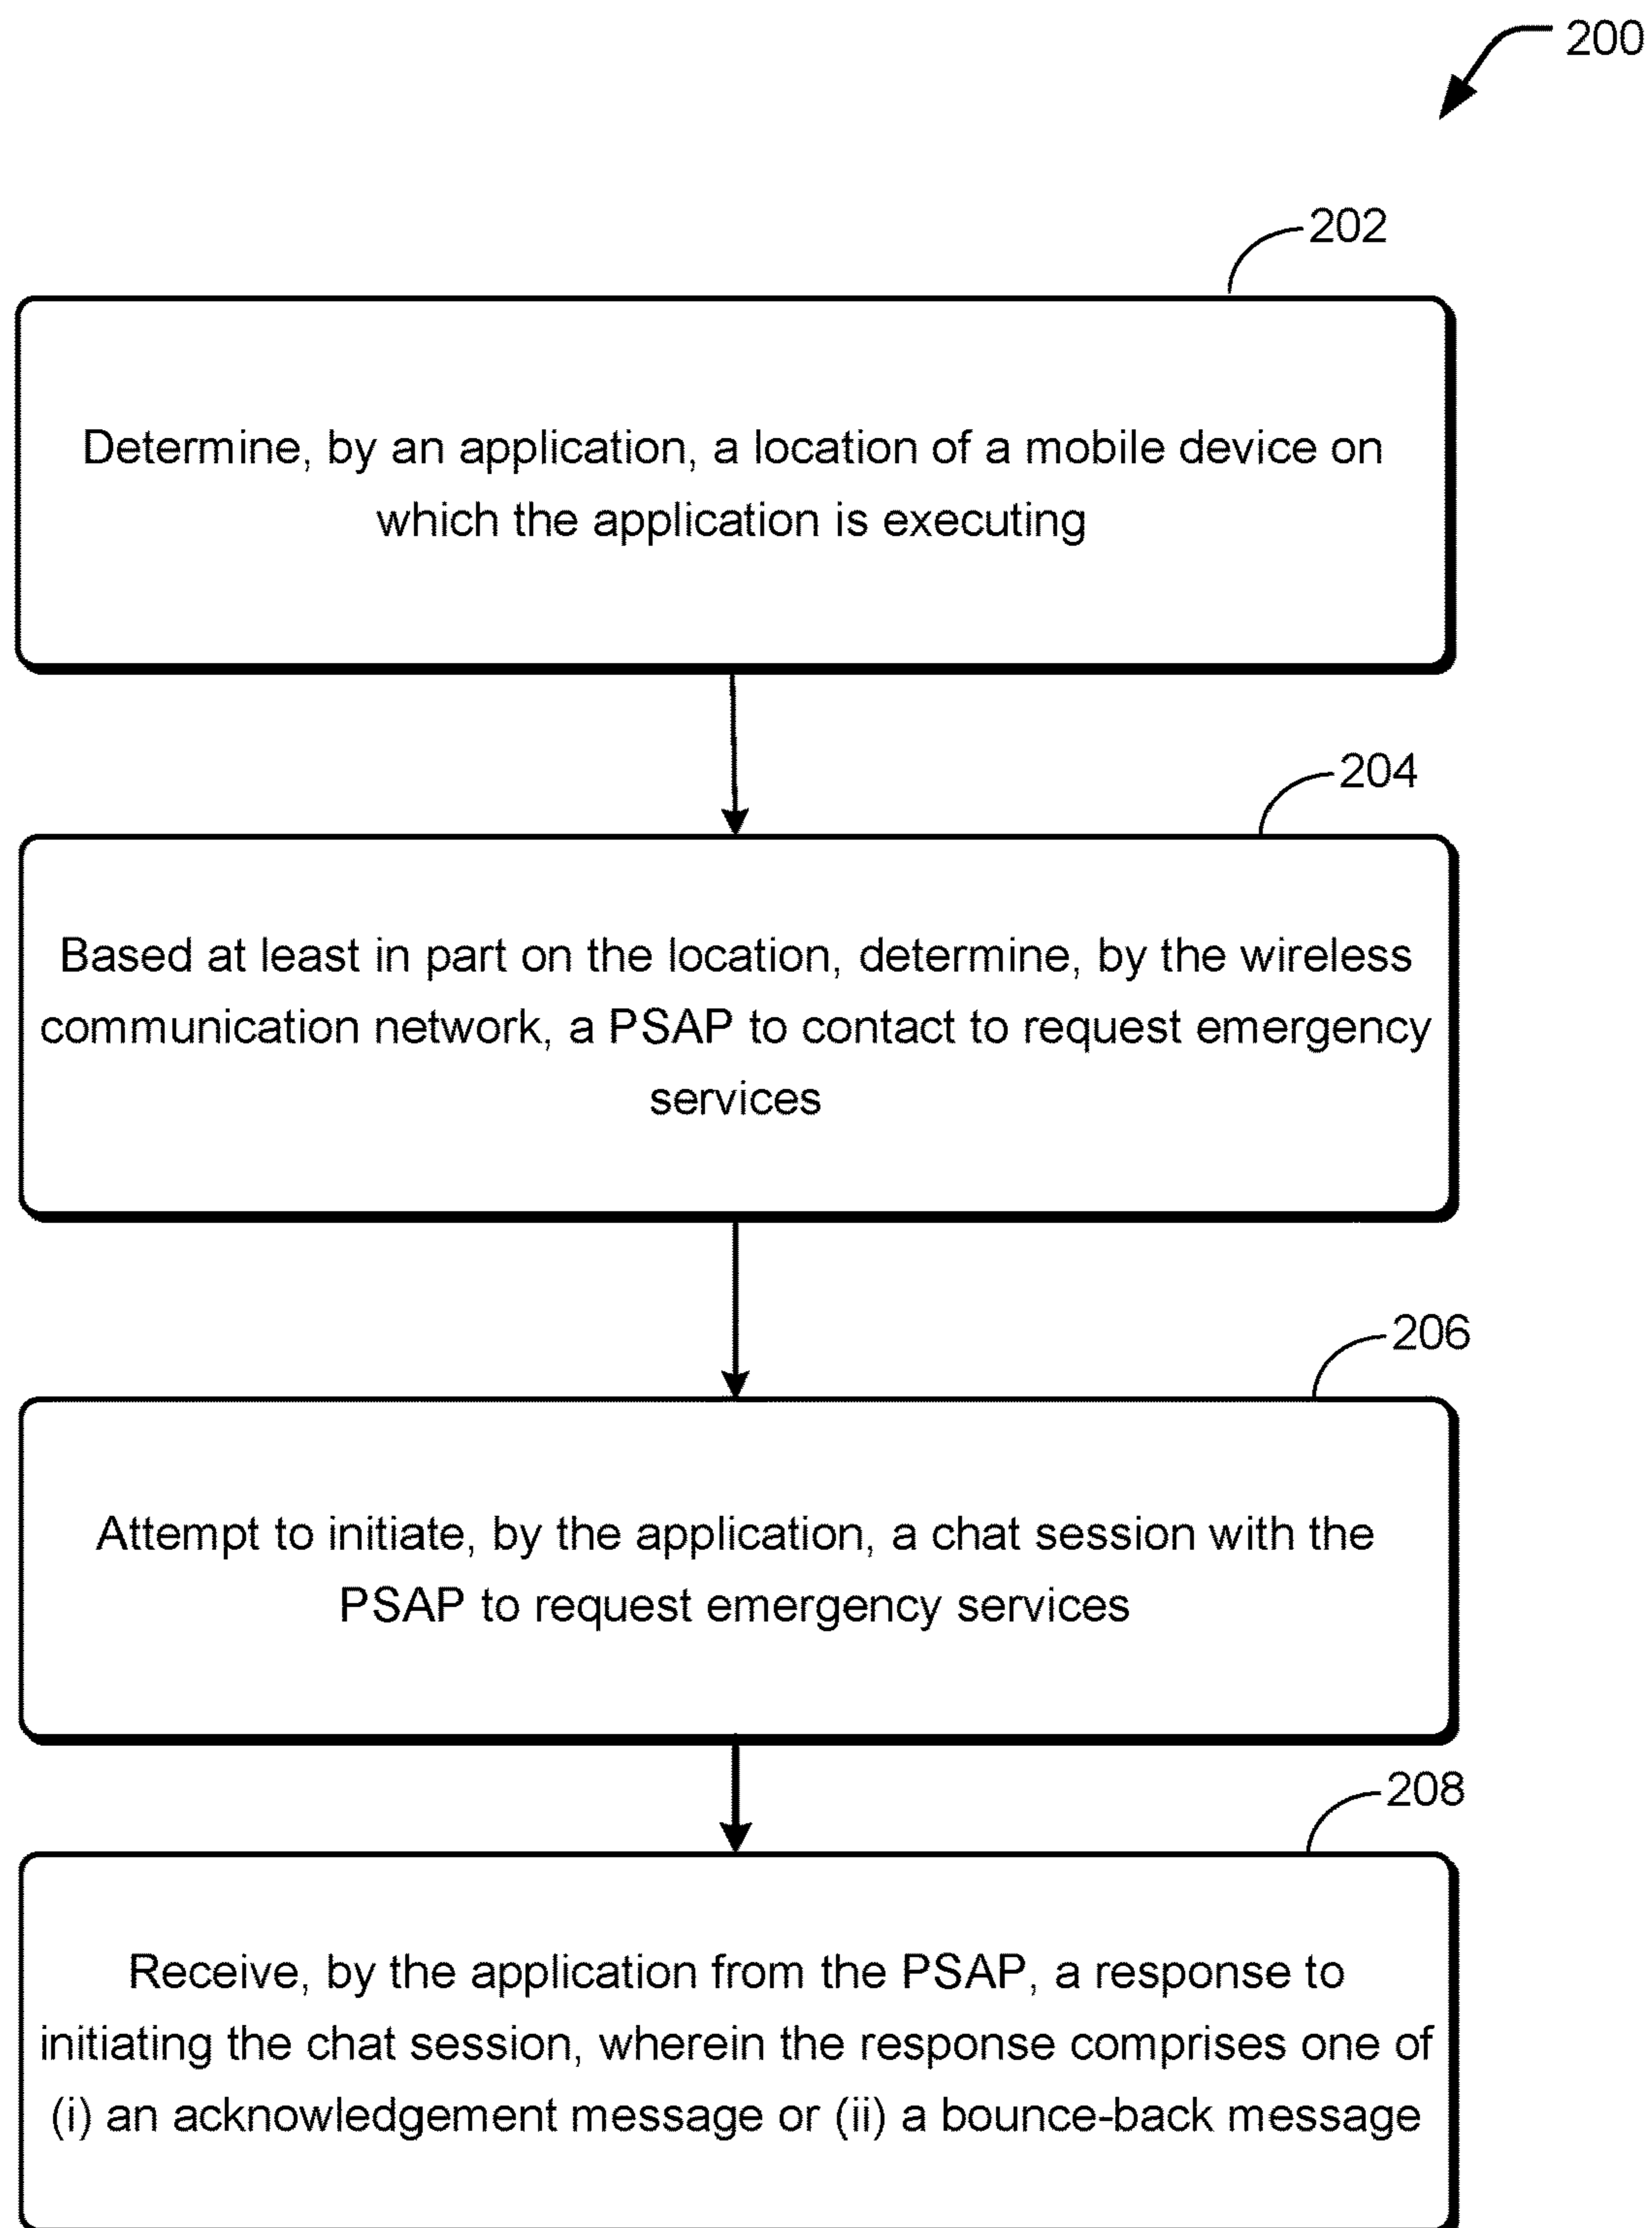 200
202
Determine, by an application, a location of a mobile device on
which the application is executing
204
Based at least in part on the location, determine, by the wireless
communication network, a PSAP to contact to request emergency
services
206
Attempt to initiate, by the application, a chat session with the
PSAP to request emergency services
208
Receive, by the application from the PSAP, a response to
initiating the chat session, wherein the response comprises one of
(i) an acknowledgement message or (ii) a bounce-back message